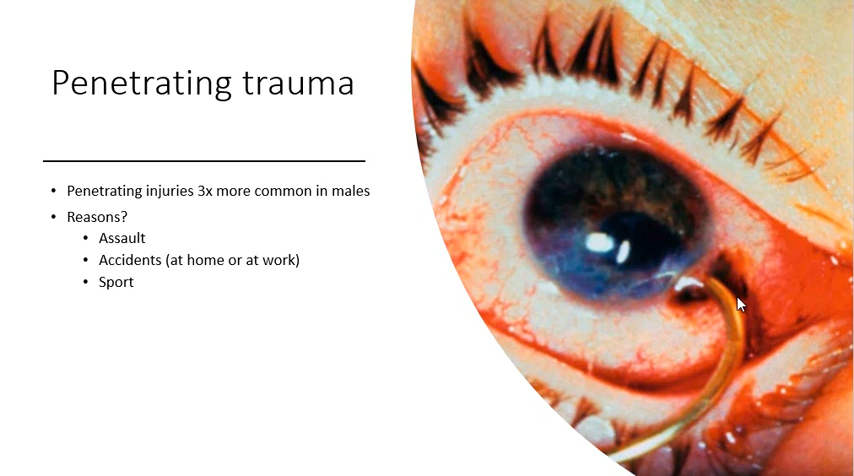 Penetrating trauma
• Penetrating injuries 3x more common in males
• Reasons?
• Assault
• Accidents (at home or at work)
• Sport